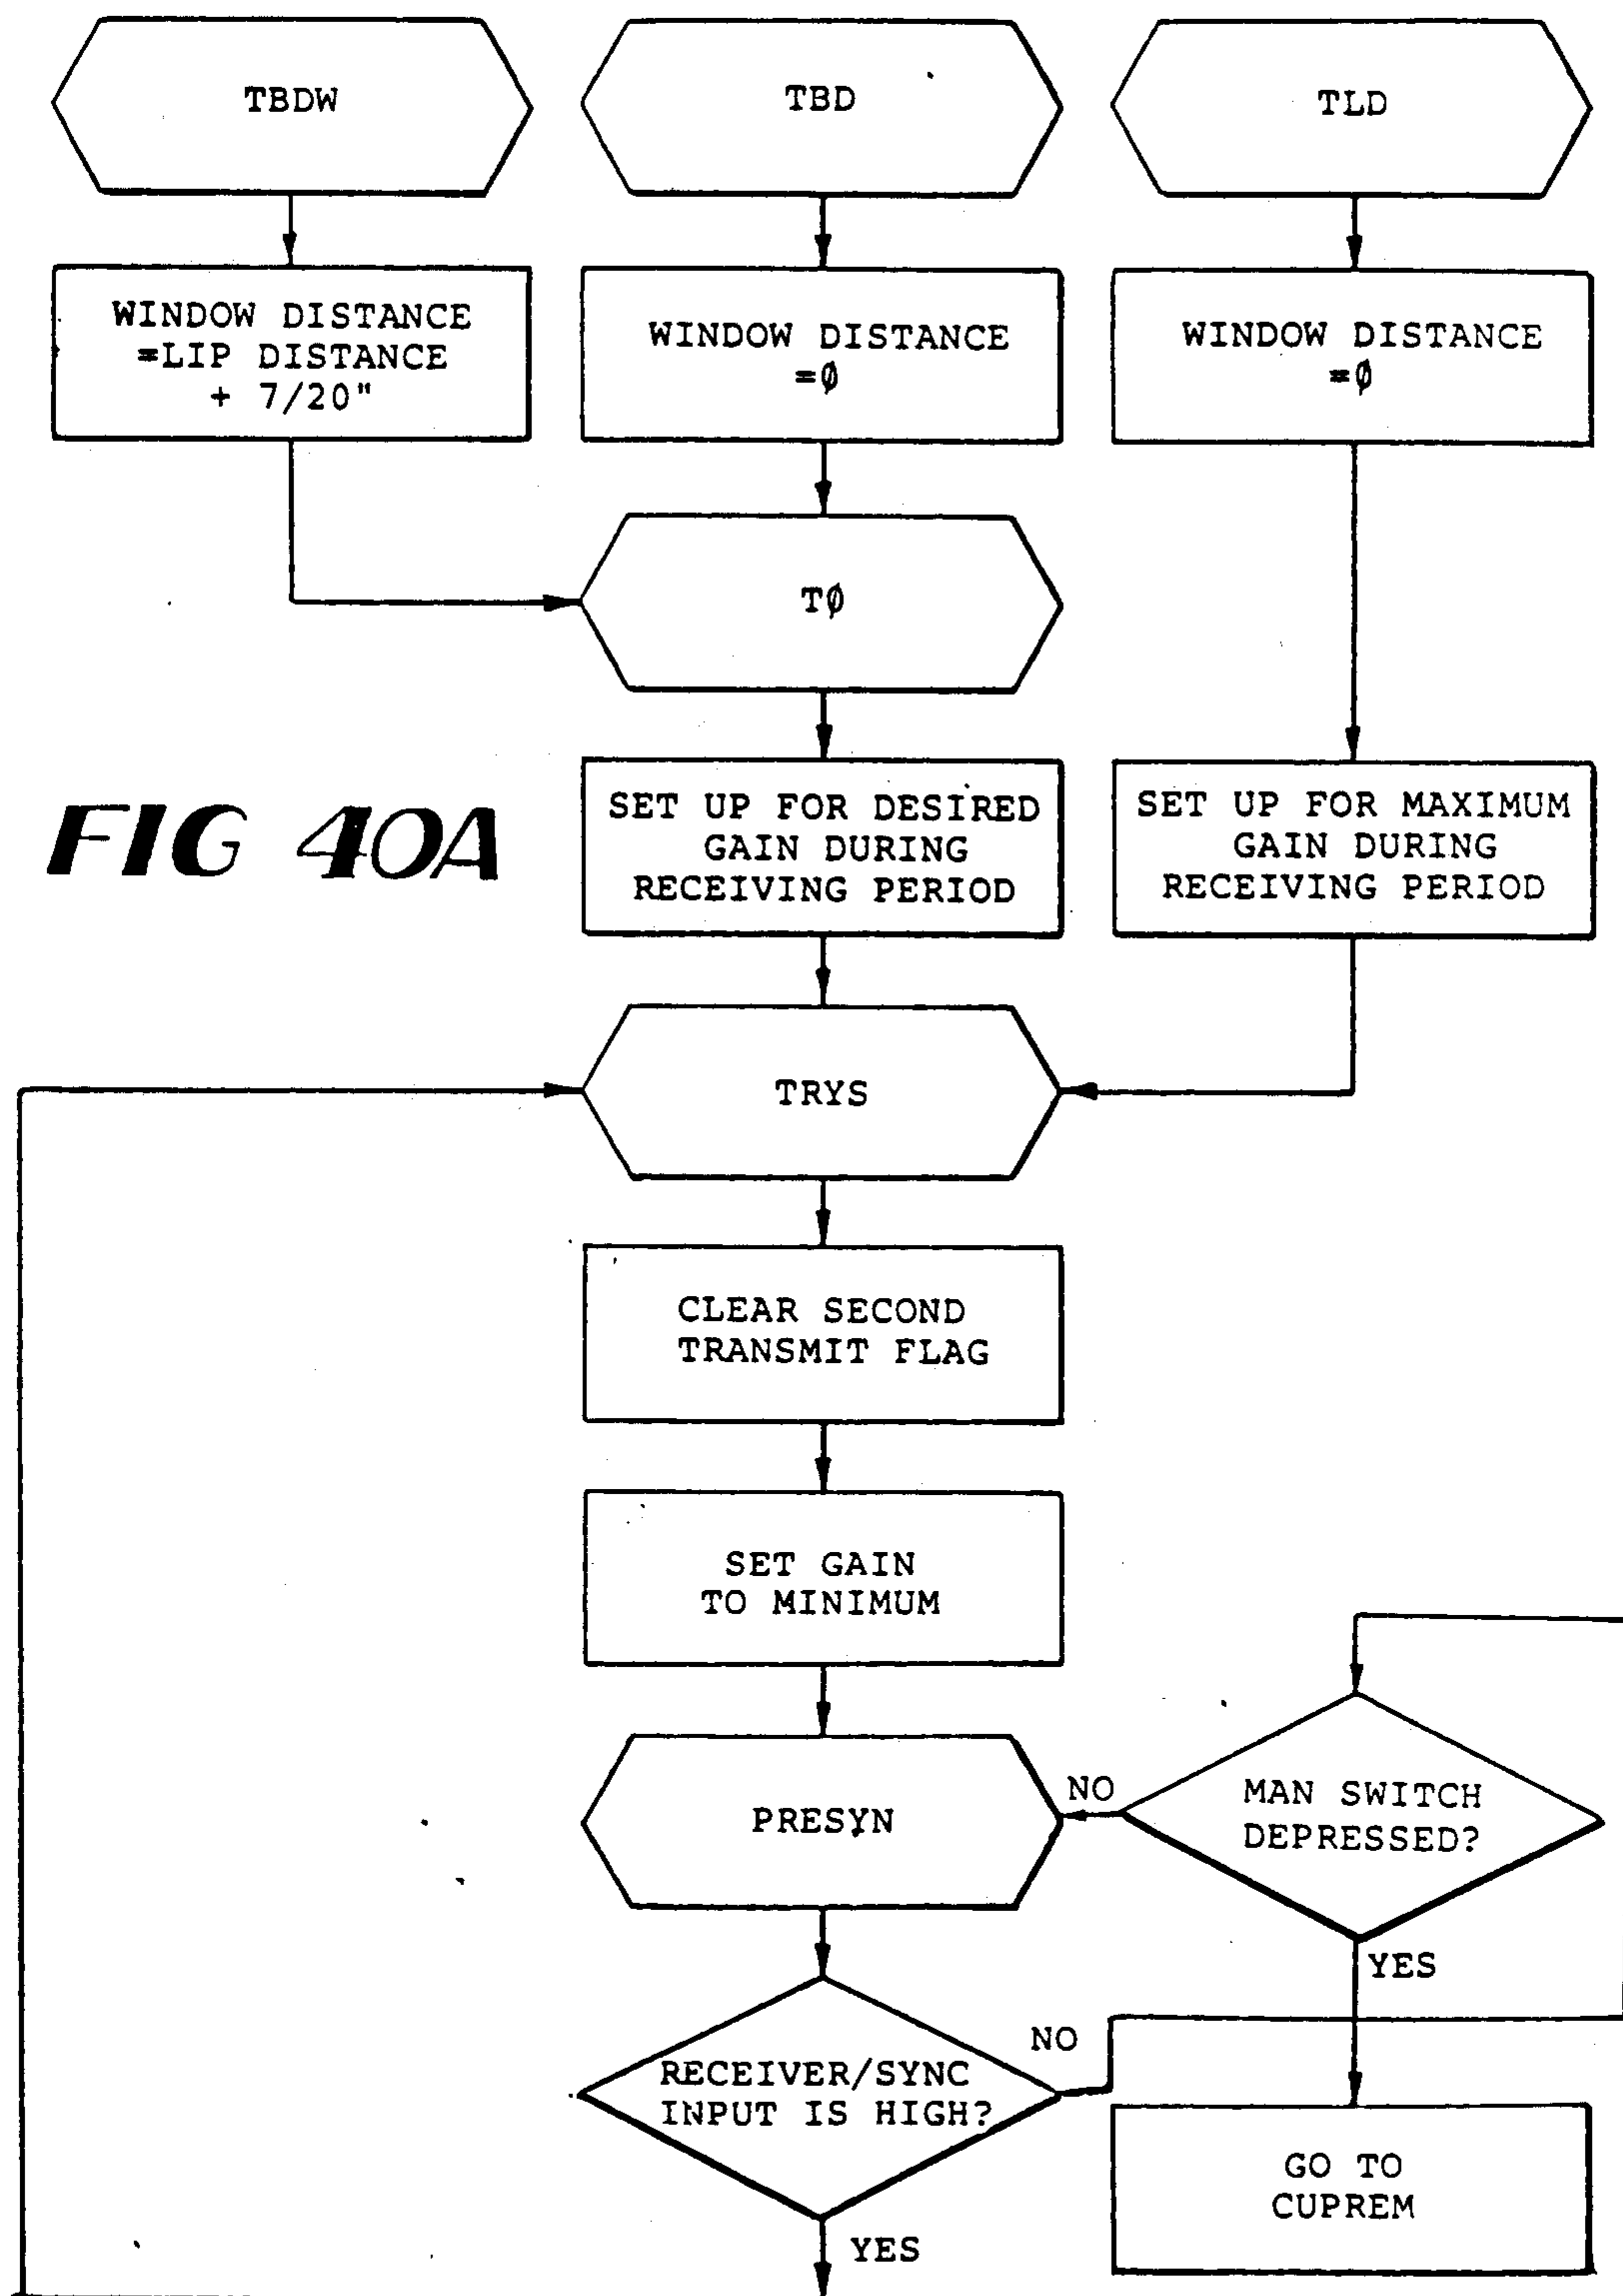 TBDW
TBD
TLD
WINDOW DISTANCE
=LIP DISTANCE
+ 7/20"
WINDOW DISTANCE
=Ø
WINDOW DISTANCE
=Ø
TØ
FIG 40A
SET UP FOR DESIRED
GAIN DURING
RECEIVING PERIOD
SET UP FOR MAXIMUM
GAIN DURING
RECEIVING PERIOD
TRYS
CLEAR SECOND
TRANSMIT FLAG
SET GAIN
TO MINIMUM
PRESYN
NO
MAN SWITCH
DEPRESSED?
YES
NO
RECEIVER/SYNC
INPUT IS HIGH?
GO TO
CUPREM
YES